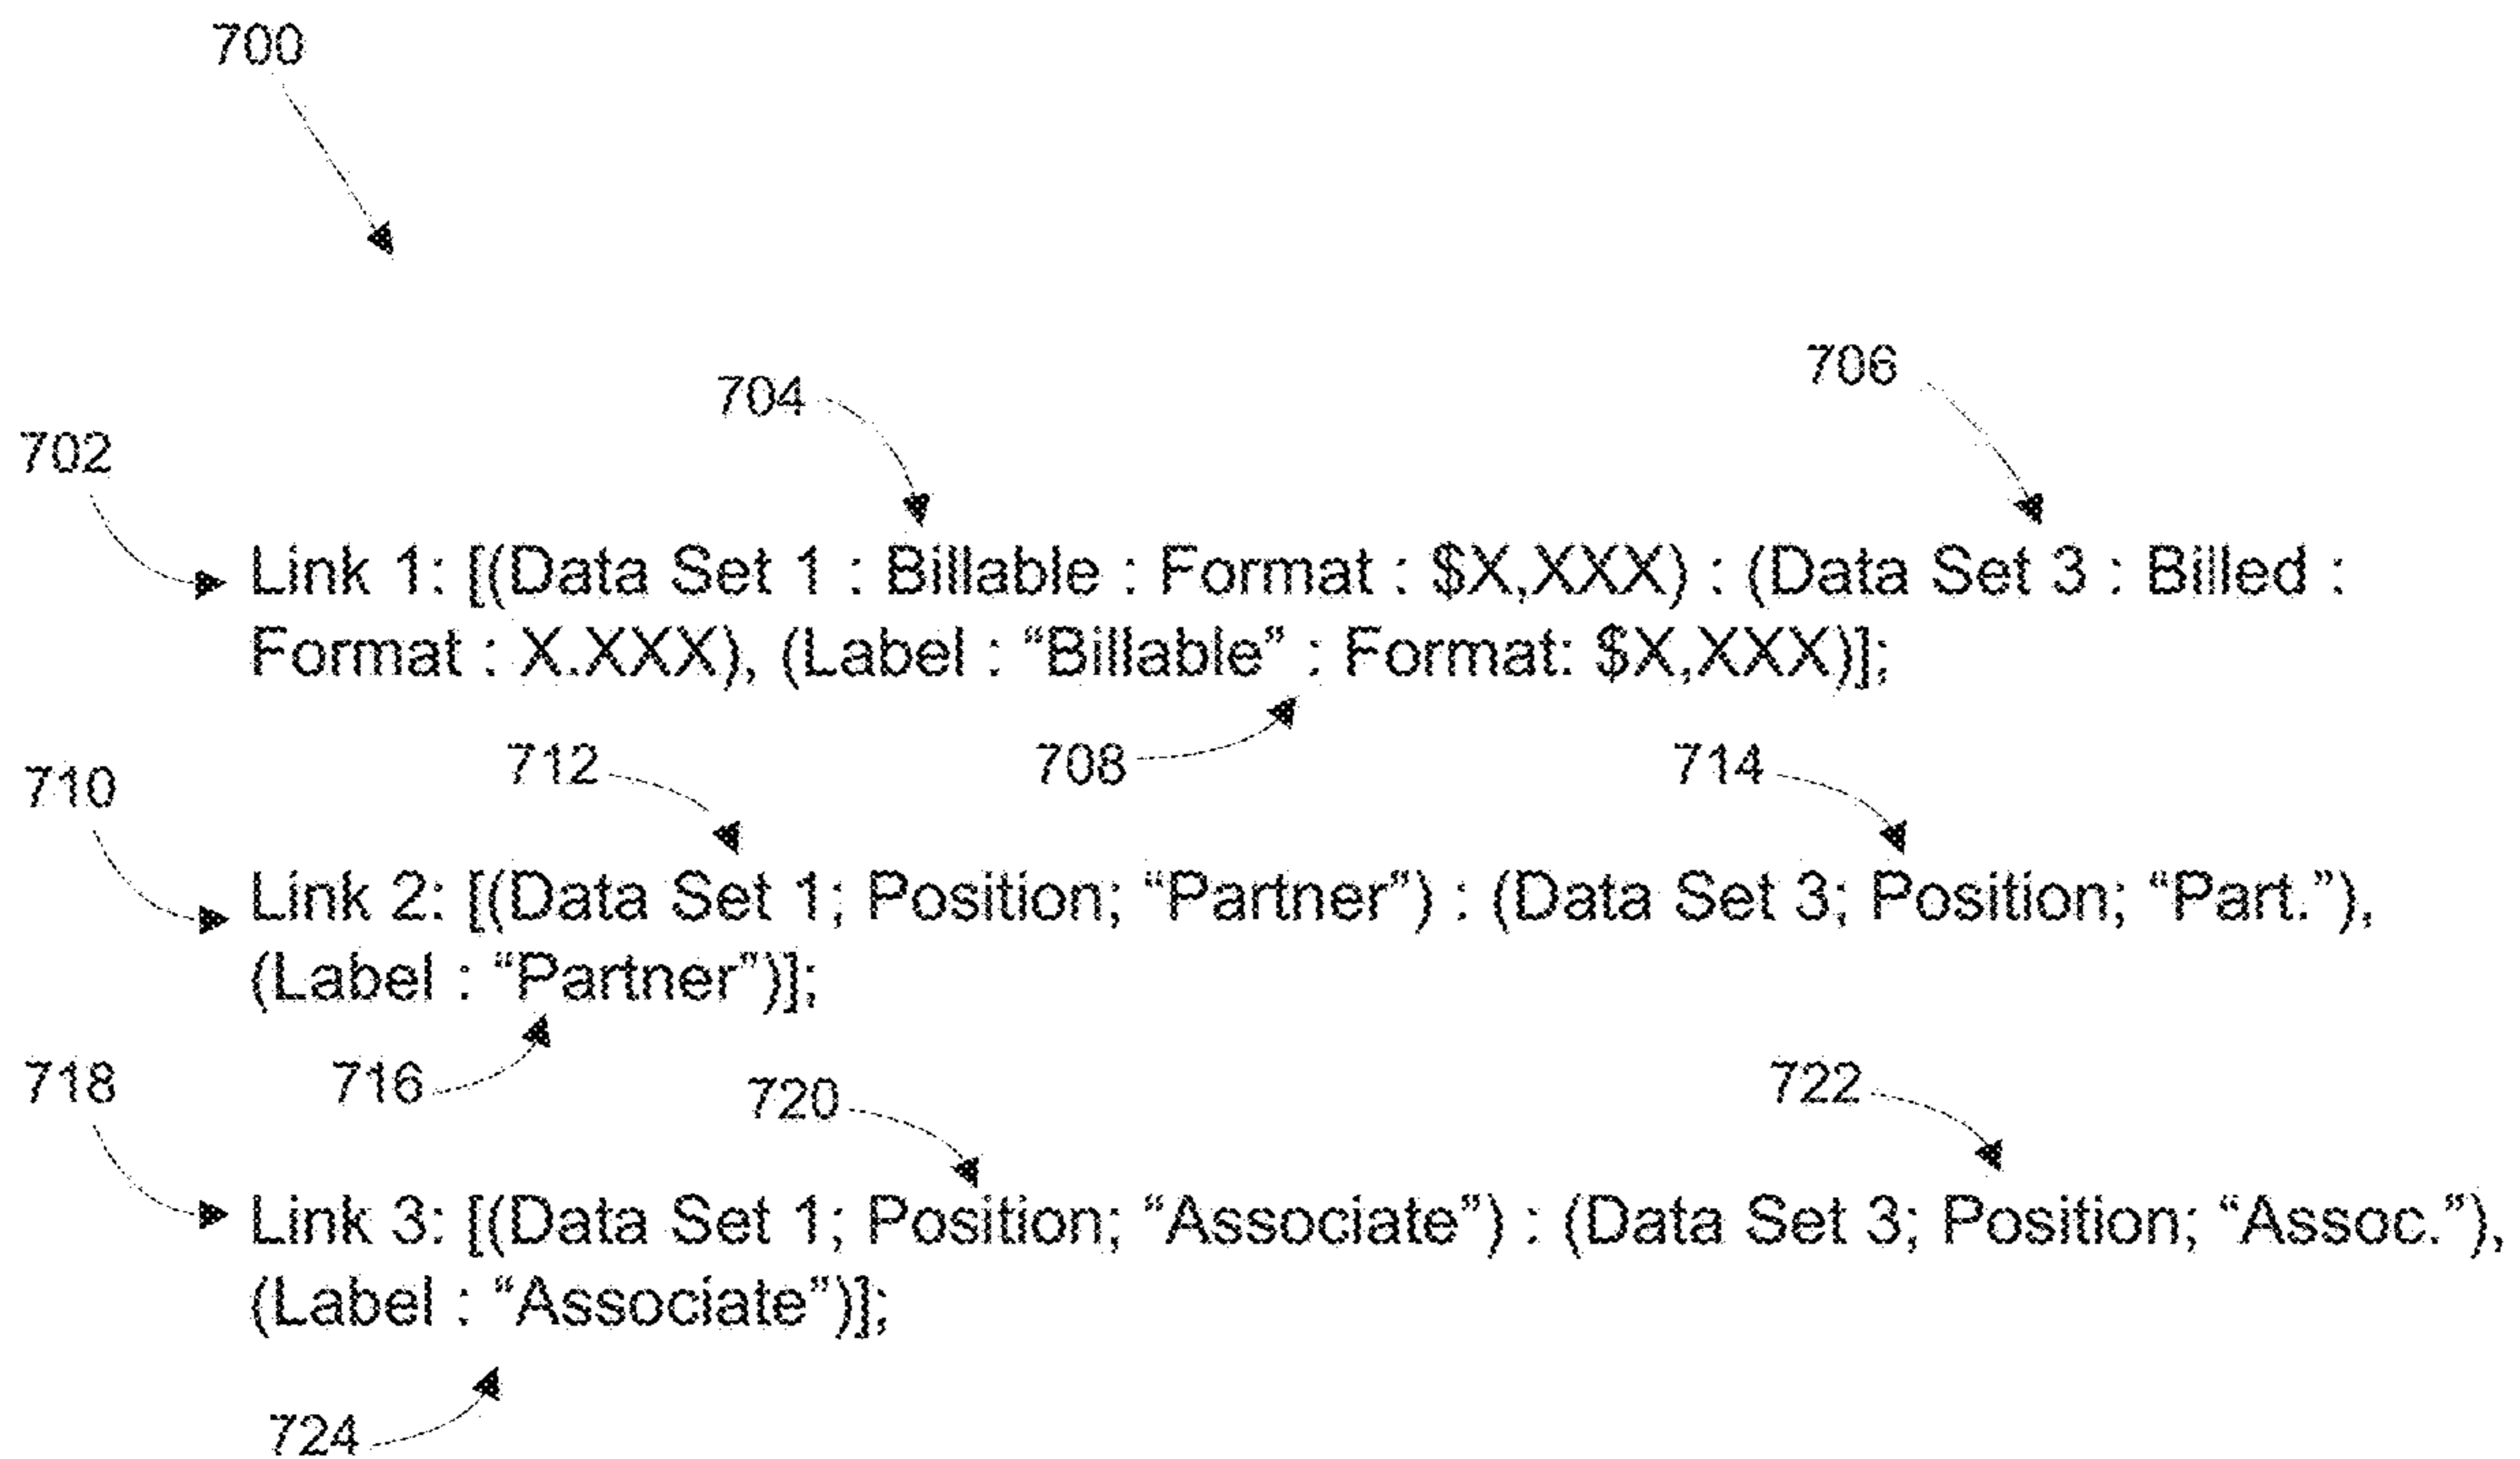 700
704
706
702
Link 1: [(Data Set 1 : Billable : Format : $X,XXX) : (Data Set 3 : Billed :
Format : X.XXX), (Label : “Billable” : Format: $X,XXX)];
708
712
714
710
Link 2: [(Data Set 1; Position; “Partner”) : (Data Set 3; Position; “Part.”),
(Label : “Partner”)];
716
718
720
722
Link 3: [(Data Set 1; Position; “Associate”) : (Data Set 3; Position; “Assoc.”),
(Label : “Associate”)];
724